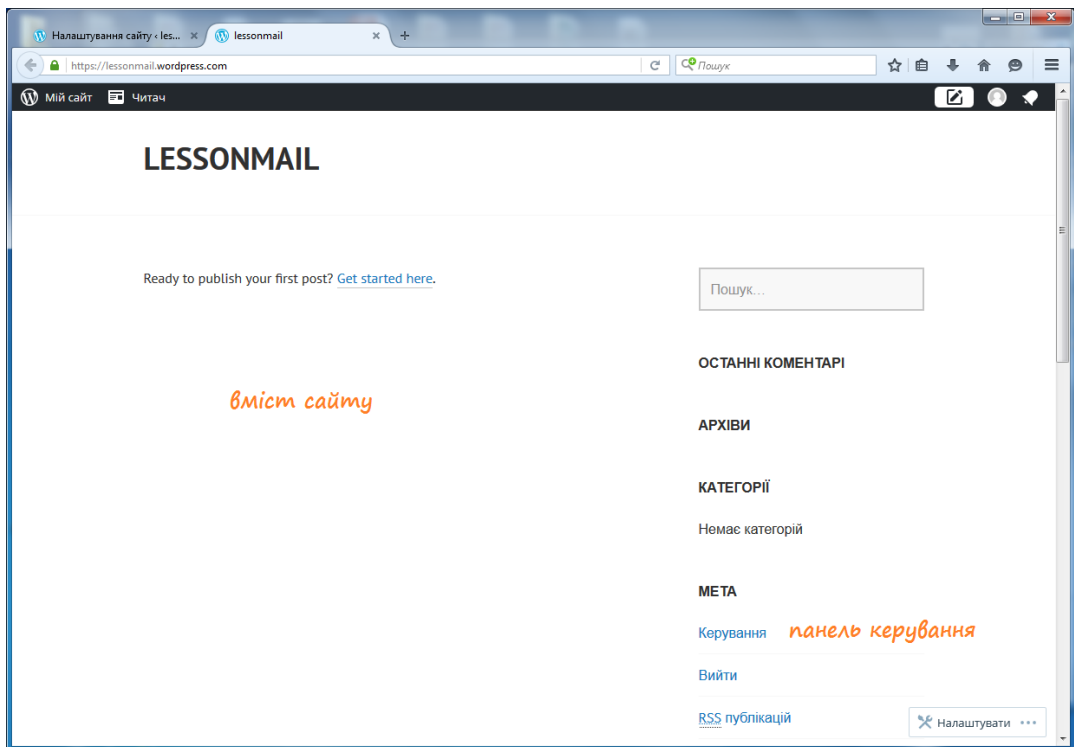 Налаштування сайту ‹ les...
lessonmail
https://lessonmail.wordpress.com
Пошук
Мій сайт
Читач
LESSONMAIL
Ready to publish your first post? Get started here.
Пошук…
ОСТАННІ КОМЕНТАРІ
вміст сайту
АРХІВИ
КАТЕГОРІЇ
Немає категорій
МЕТА
Керування панель керування
Вийти
RSS публікацій
Налаштувати